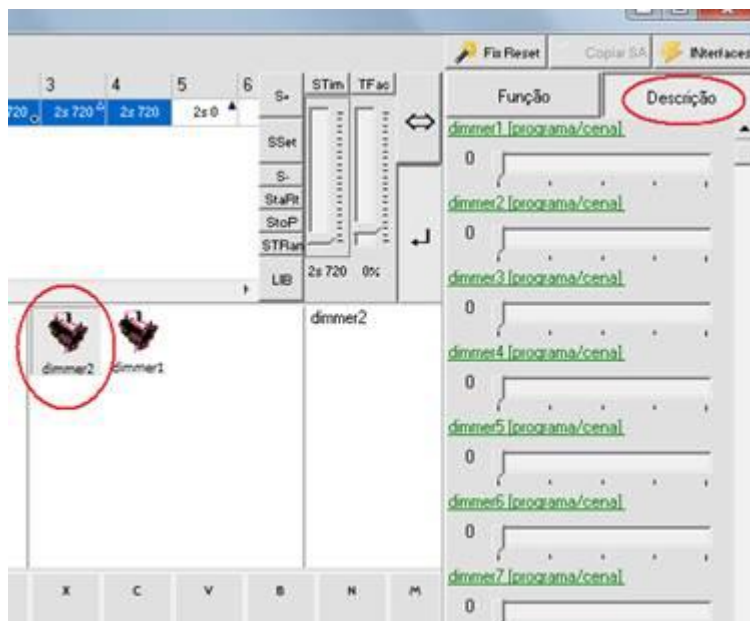 Fix Reset Copiar SA INterfaces
Função Descrição
3 4 5 6 STim TFac
720 2s 720 2s 720 2s 0
S+
SSet
S-
StaRt
StoP
STRan
LIB
2s 720 0%
dimmer2 dimmer1
dimmer2
dimmer1 [programa/cena]
0
dimmer2 [programa/cena]
0
dimmer3 [programa/cena]
0
dimmer4 [programa/cena]
0
dimmer5 [programa/cena]
0
dimmer6 [programa/cena]
0
dimmer7 [programa/cena]
0
X C V B N M